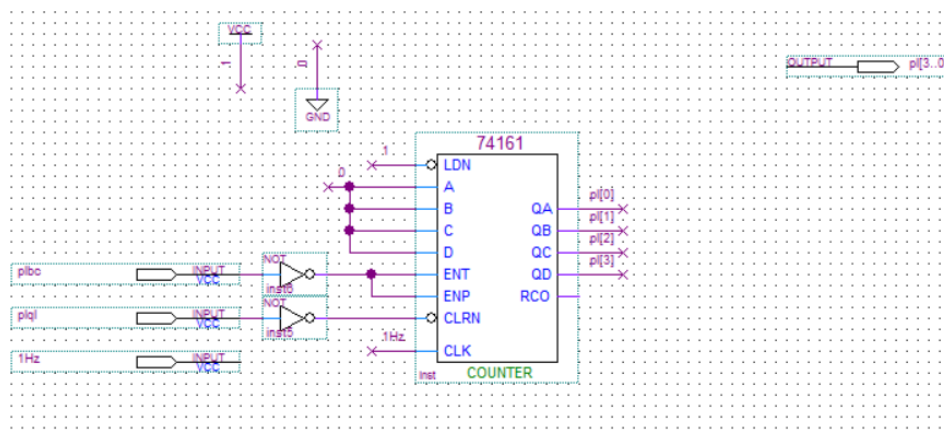 VCC
1
0
GND
OUTPUT
pl[3..0
74161
1
LDN
0
A
B
C
D
QA
pl[0]
QB
pl[1]
QC
pl[2]
QD
pl[3]
plbo
INPUT
VCC
NOT
inst6
ENT
ENP
RCO
plql
INPUT
VCC
NOT
inst5
CLRN
1Hz
INPUT
VCC
1Hz
CLK
inst
COUNTER